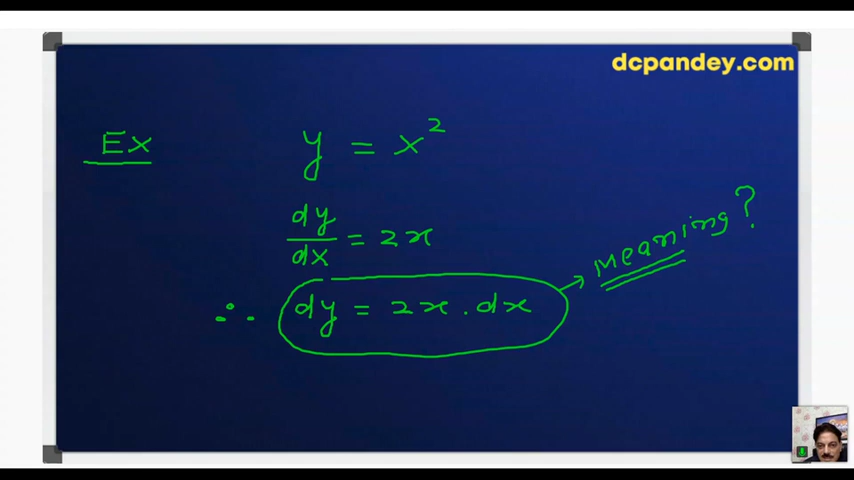 dcpandey.com
Ex y = x²
dy/dx = 2x
∴ dy = 2x . dx → meaning?